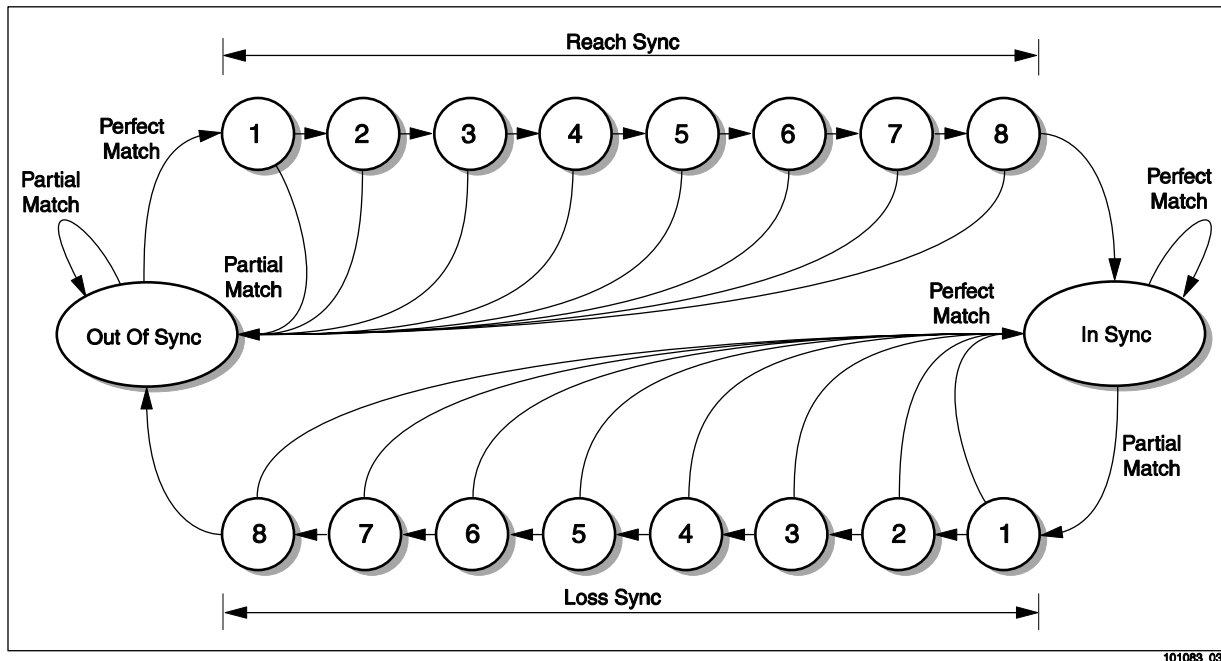 Reach Sync
1 2 3 4 5 6 7 8
Perfect
Match
Partial
Match
Perfect
Match
Partial
Match
Perfect
Match
Out Of Sync
In Sync
Partial
Match
8 7 6 5 4 3 2 1
Loss Sync
101083_03